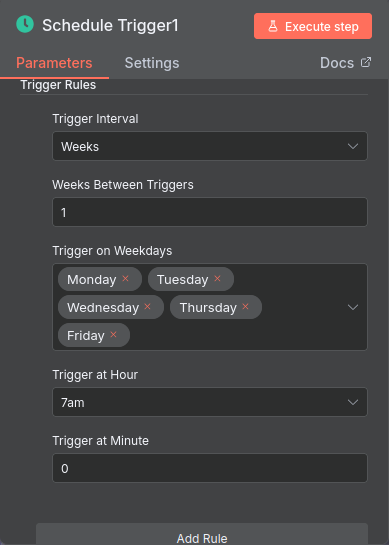 Schedule Trigger1
Execute step
Parameters
Settings
Docs
Trigger Rules
Trigger Interval
Weeks
Weeks Between Triggers
1
Trigger on Weekdays
Monday × Tuesday ×
Wednesday × Thursday ×
Friday ×
Trigger at Hour
7am
Trigger at Minute
0
Add Rule